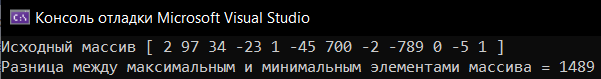 C:\ Консоль отладки Microsoft Visual Studio
Исходный массив [ 2 97 34 -23 1 -45 700 -2 -789 0 -5 1 ]
Разница между максимальным и минимальным элементами массива = 1489